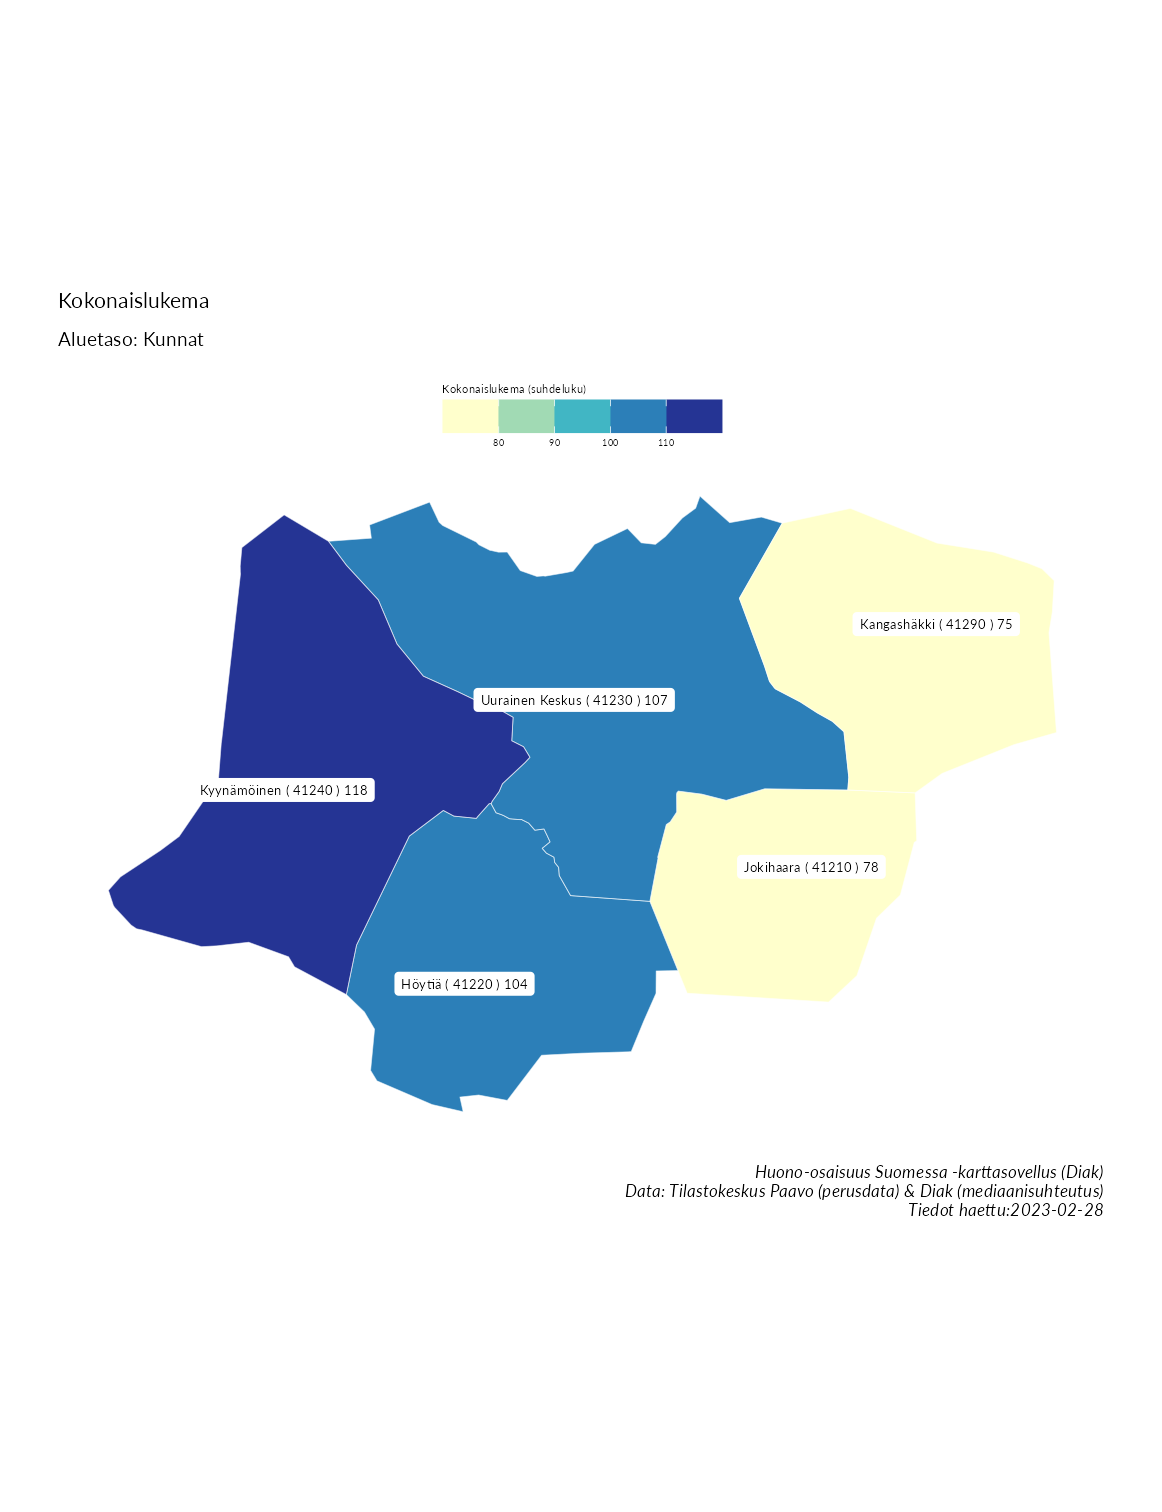 Kokonaislukema
Aluetaso: Kunnat
Kokonaislukema (suhdeluku)
80 90 100 110
Kangashäkki ( 41290 ) 75
Uurainen Keskus ( 41230 ) 107
Kyynämöinen ( 41240 ) 118
Jokihaara ( 41210 ) 78
Höytiä ( 41220 ) 104
Huono-osaisuus Suomessa -karttasovellus (Diak)
Data: Tilastokeskus Paavo (perusdata) & Diak (mediaanisuhteutus)
Tiedot haettu:2023-02-28